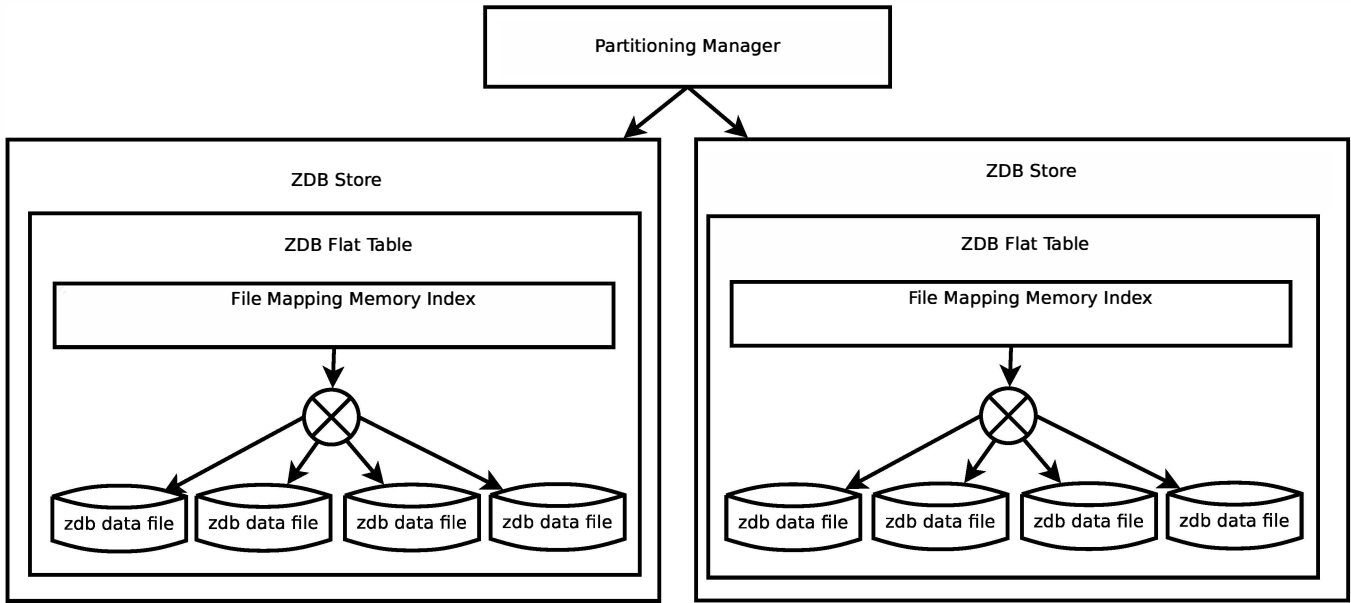 Partitioning Manager
ZDB Store
ZDB Flat Table
File Mapping Memory Index
zdb data file
zdb data file
zdb data file
zdb data file
ZDB Store
ZDB Flat Table
File Mapping Memory Index
zdb data file
zdb data file
zdb data file
zdb data file